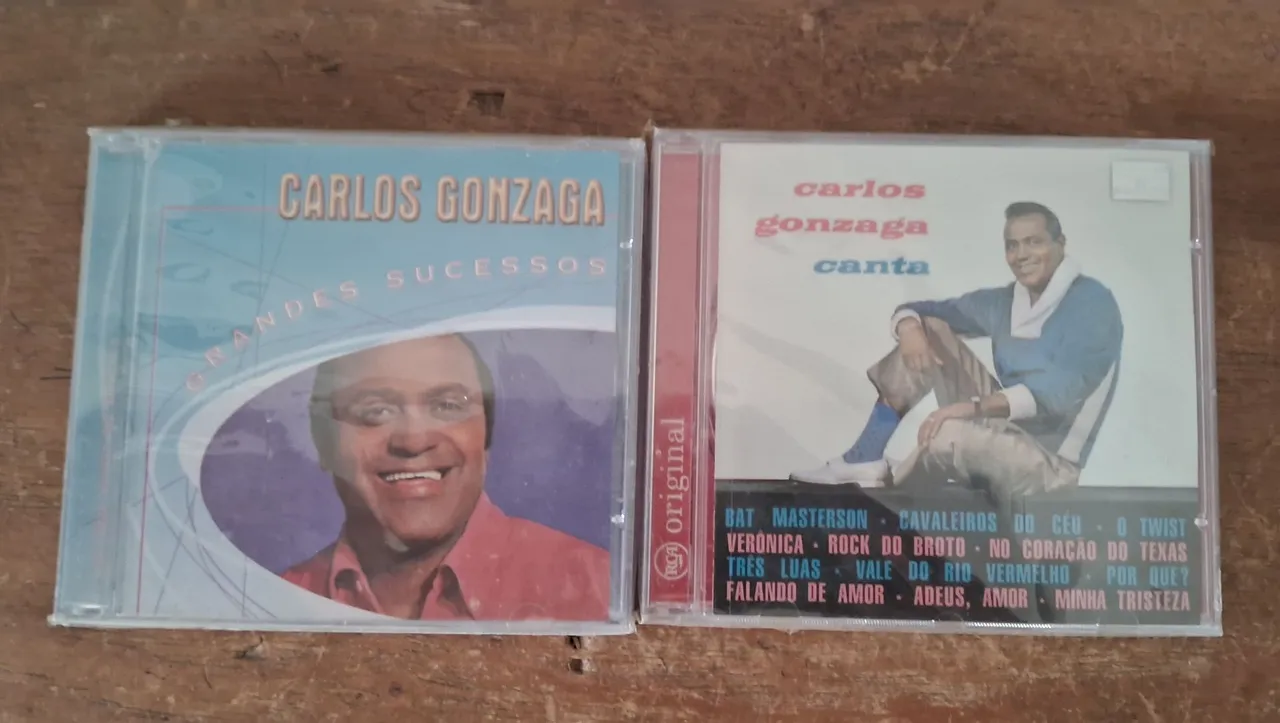 CARLOS GONZAGA
GRANDES SUCESSOS
carlos
gonzaga
canta
RCA original
BAT MASTERSON · CAVALEIROS DO CÉU · O TWIST
VERÔNICA · ROCK DO BROTO · NO CORAÇÃO DO TEXAS
TRÊS LUAS · VALE DO RIO VERMELHO · POR QUE?
FALANDO DE AMOR · ADEUS, AMOR · MINHA TRISTEZA